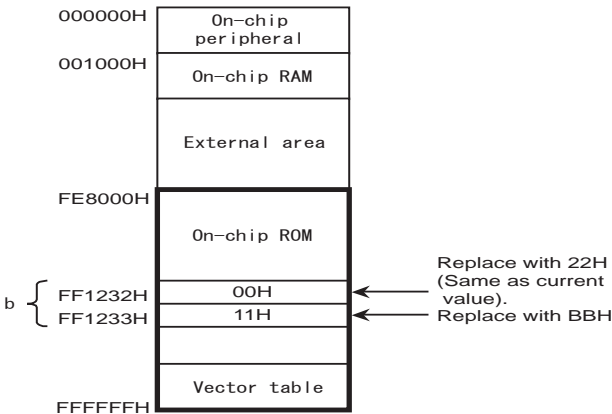 000000H
On-chip
peripheral
001000H
On-chip RAM
External area
FE8000H
On-chip ROM
Replace with 22H
(Same as current
value).
b
FF1232H
00H
FF1233H
11H
Replace with BBH
Vector table
FFFFFFH